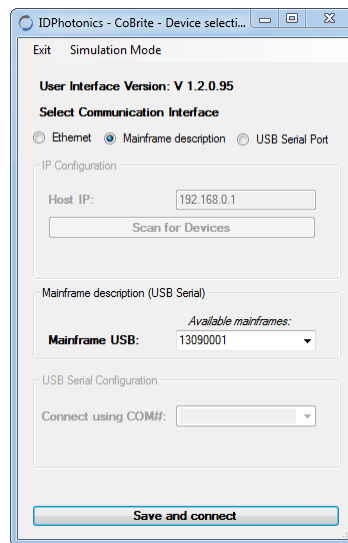 IDPhotonics - CoBrite - Device selecti...
Exit Simulation Mode
User Interface Version: V 1.2.0.95
Select Communication Interface
Ethernet Mainframe description USB Serial Port
IP Configuration
Host IP: 192.168.0.1
Scan for Devices
Mainframe description (USB Serial)
Available mainframes:
Mainframe USB: 13090001
USB Serial Configuration
Connect using COM#:
Save and connect